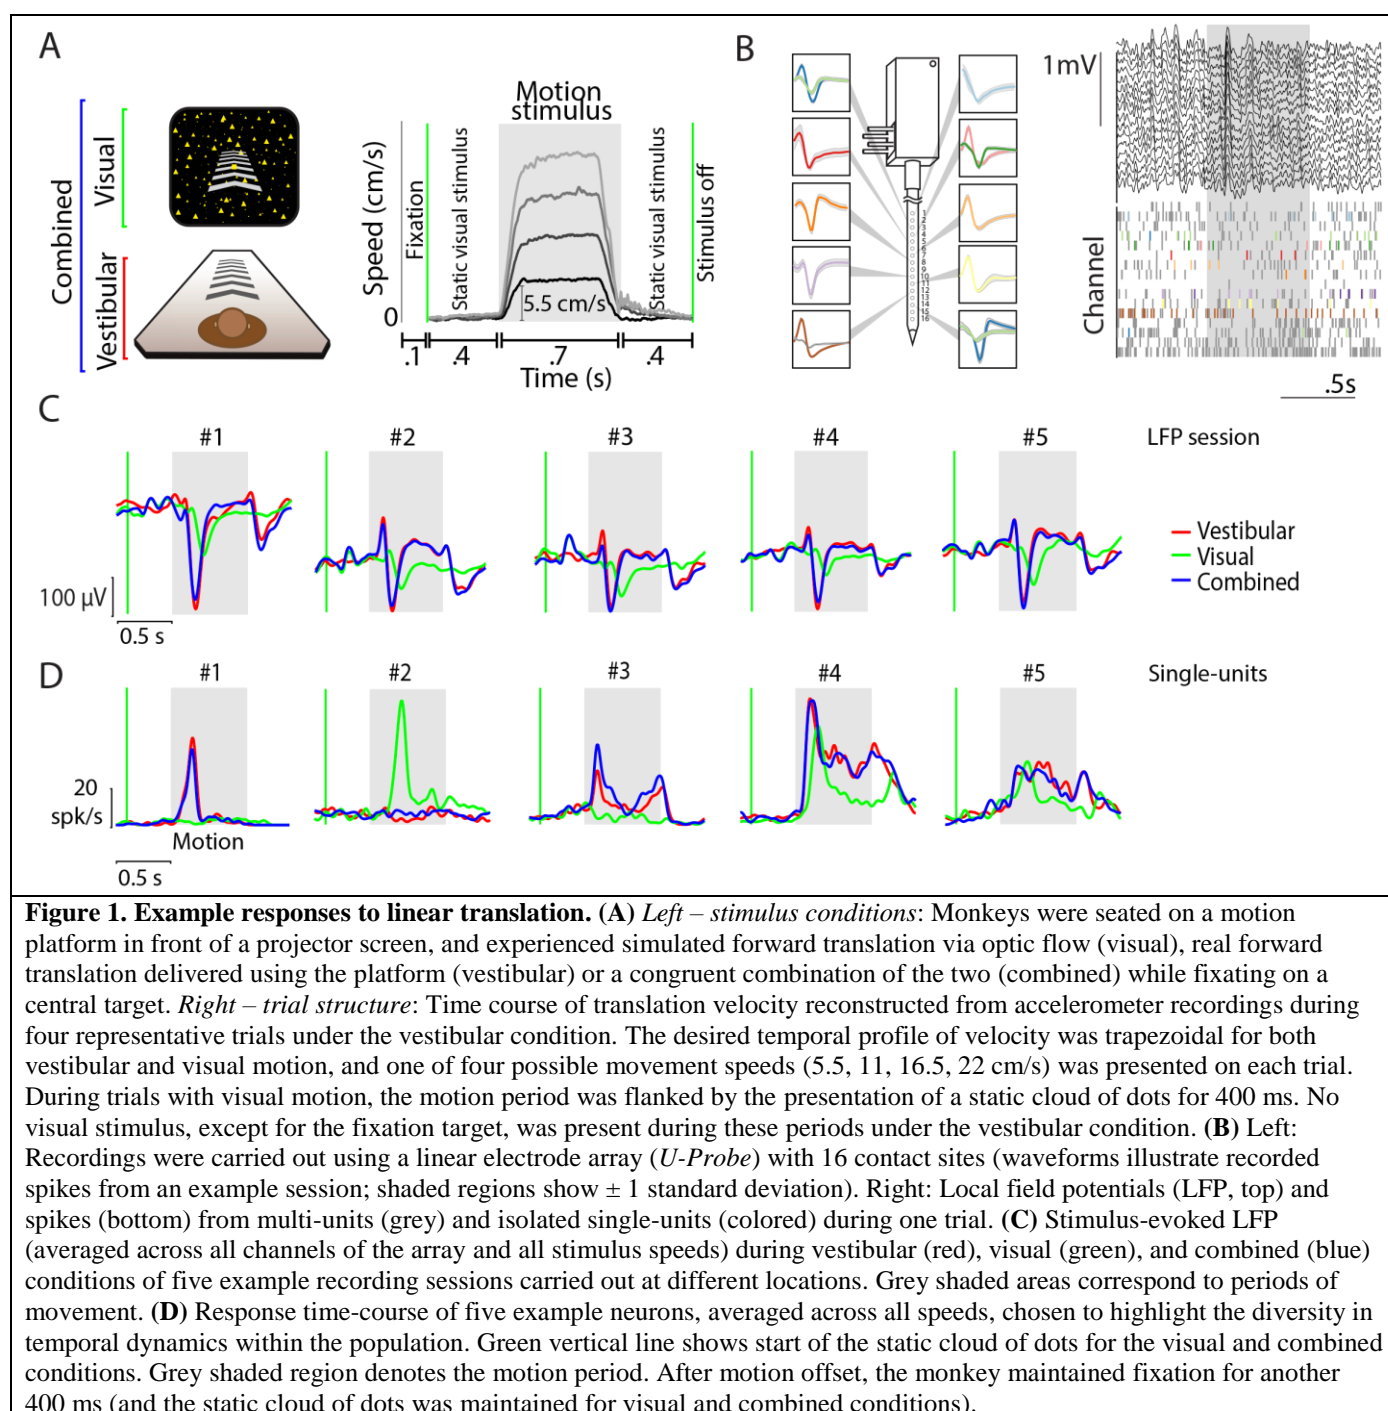 A
Combined
Visual
Vestibular
Motion
stimulus
Speed (cm/s)
0
Fixation
Static visual stimulus
5.5 cm/s
Static visual stimulus
Stimulus off
.1
.4
.7
.4
Time (s)
B
1
2
3
4
5
6
7
8
9
10
11
12
13
14
15
16
1mV
Channel
.5s
C
#1
#2
#3
#4
#5
LFP session
Vestibular
Visual
Combined
100 µV
0.5 s
D
#1
#2
#3
#4
#5
Single-units
20
spk/s
Motion
0.5 s
Figure 1. Example responses to linear translation. (A) Left – stimulus conditions: Monkeys were seated on a motion
platform in front of a projector screen, and experienced simulated forward translation via optic flow (visual), real forward
translation delivered using the platform (vestibular) or a congruent combination of the two (combined) while fixating on a
central target. Right – trial structure: Time course of translation velocity reconstructed from accelerometer recordings during
four representative trials under the vestibular condition. The desired temporal profile of velocity was trapezoidal for both
vestibular and visual motion, and one of four possible movement speeds (5.5, 11, 16.5, 22 cm/s) was presented on each trial.
During trials with visual motion, the motion period was flanked by the presentation of a static cloud of dots for 400 ms. No
visual stimulus, except for the fixation target, was present during these periods under the vestibular condition. (B) Left:
Recordings were carried out using a linear electrode array (U-Probe) with 16 contact sites (waveforms illustrate recorded
spikes from an example session; shaded regions show ± 1 standard deviation). Right: Local field potentials (LFP, top) and
spikes (bottom) from multi-units (grey) and isolated single-units (colored) during one trial. (C) Stimulus-evoked LFP
(averaged across all channels of the array and all stimulus speeds) during vestibular (red), visual (green), and combined (blue)
conditions of five example recording sessions carried out at different locations. Grey shaded areas correspond to periods of
movement. (D) Response time-course of five example neurons, averaged across all speeds, chosen to highlight the diversity in
temporal dynamics within the population. Green vertical line shows start of the static cloud of dots for the visual and combined
conditions. Grey shaded region denotes the motion period. After motion offset, the monkey maintained fixation for another
400 ms (and the static cloud of dots was maintained for visual and combined conditions).